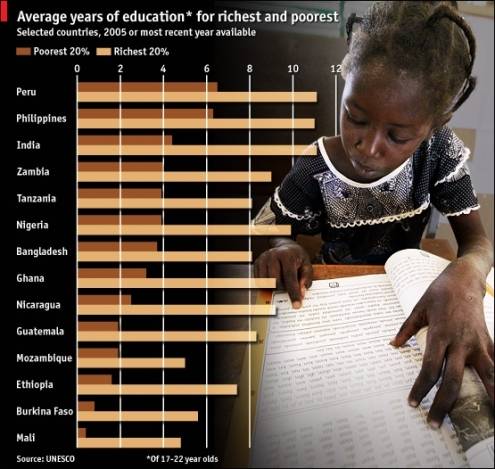 Average years of education* for richest and poorest
Selected countries, 2005 or most recent year available
Poorest 20% Richest 20%
0 2 4 6 8 10 12
Peru
Philippines
India
Zambia
Tanzania
Nigeria
Bangladesh
Ghana
Nicaragua
Guatemala
Mozambique
Ethiopia
Burkina Faso
Mali
Source: UNESCO *Of 17-22 year olds